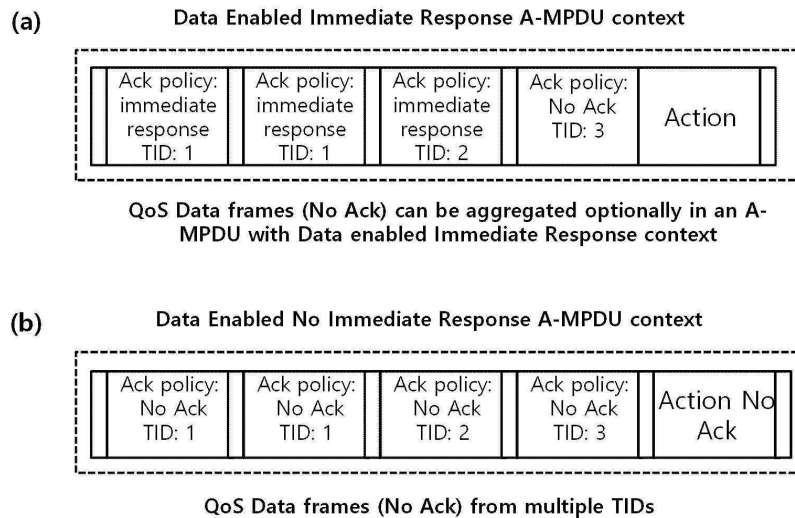 (a)
Data Enabled Immediate Response A-MPDU context
Ack policy:
immediate
response
TID: 1
Ack policy:
immediate
response
TID: 1
Ack policy:
immediate
response
TID: 2
Ack policy:
No Ack
TID: 3
Action
QoS Data frames (No Ack) can be aggregated optionally in an A-
MPDU with Data enabled Immediate Response context
(b)
Data Enabled No Immediate Response A-MPDU context
Ack policy:
No Ack
TID: 1
Ack policy:
No Ack
TID: 1
Ack policy:
No Ack
TID: 2
Ack policy:
No Ack
TID: 3
Action No
Ack
QoS Data frames (No Ack) from multiple TIDs